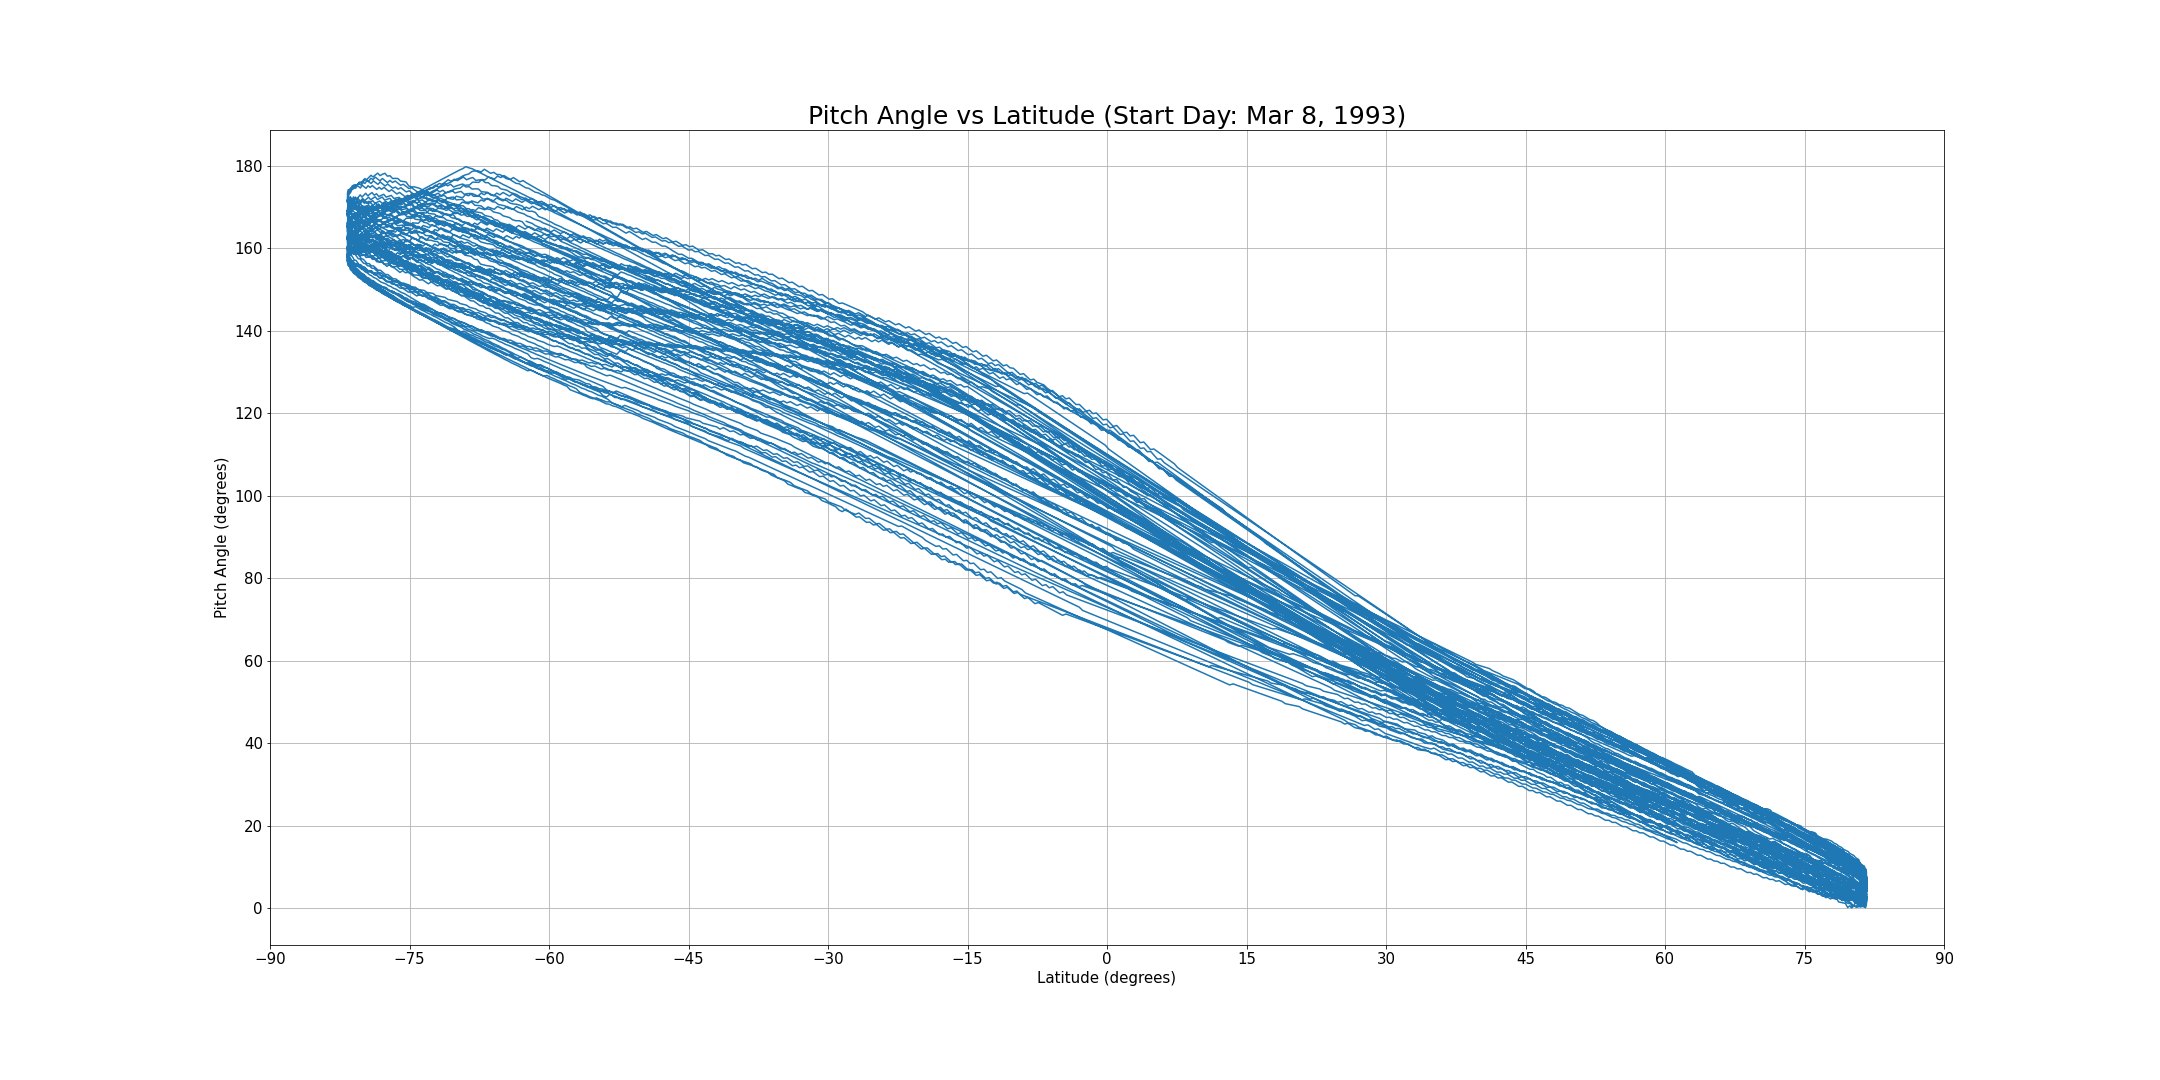 Pitch Angle vs Latitude (Start Day: Mar 8, 1993)
180
160
140
120
100
80
60
40
20
0
Pitch Angle (degrees)
−90 −75 −60 −45 −30 −15 0 15 30 45 60 75 90
Latitude (degrees)